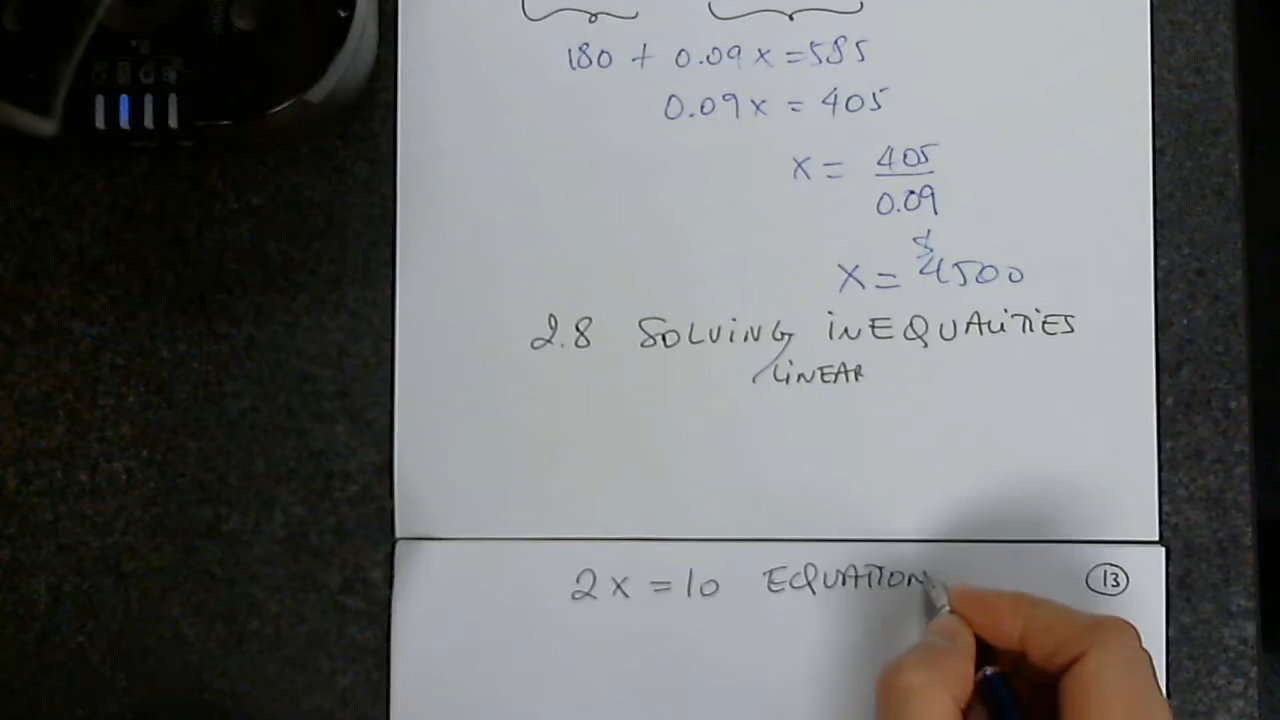 180 + 0.09x = 585
0.09x = 405
x = 405
0.09
x = $4500
2.8 SOLVING INEQUALITIES
LINEAR
2x = 10 EQUATION
13